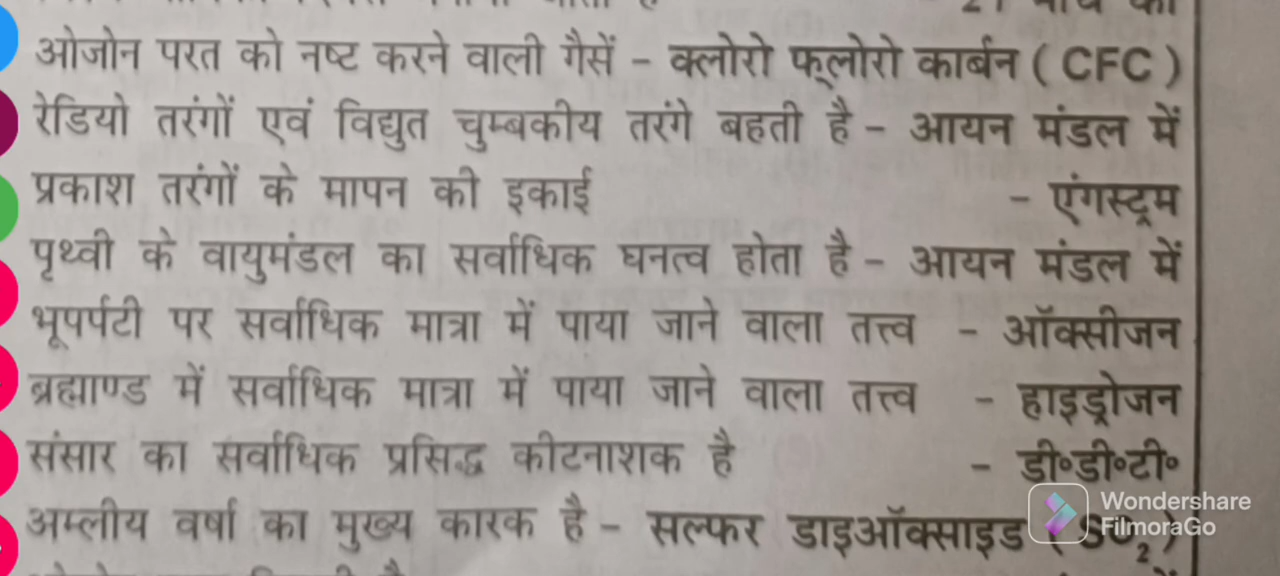 21 मार्च को
ओजोन परत को नष्ट करने वाली गैसें - क्लोरो फ्लोरो कार्बन ( CFC )
रेडियो तरंगों एवं विद्युत चुम्बकीय तरंगे बहती है - आयन मंडल में
प्रकाश तरंगों के मापन की इकाई - एंगस्ट्रम
पृथ्वी के वायुमंडल का सर्वाधिक घनत्व होता है - आयन मंडल में
भूपर्पटी पर सर्वाधिक मात्रा में पाया जाने वाला तत्त्व - ऑक्सीजन
ब्रह्माण्ड में सर्वाधिक मात्रा में पाया जाने वाला तत्त्व - हाइड्रोजन
संसार का सर्वाधिक प्रसिद्ध कीटनाशक है - डी॰डी॰टी॰
अम्लीय वर्षा का मुख्य कारक है - सल्फर डाइऑक्साइड ( SO₂ )
Wondershare
FilmoraGo